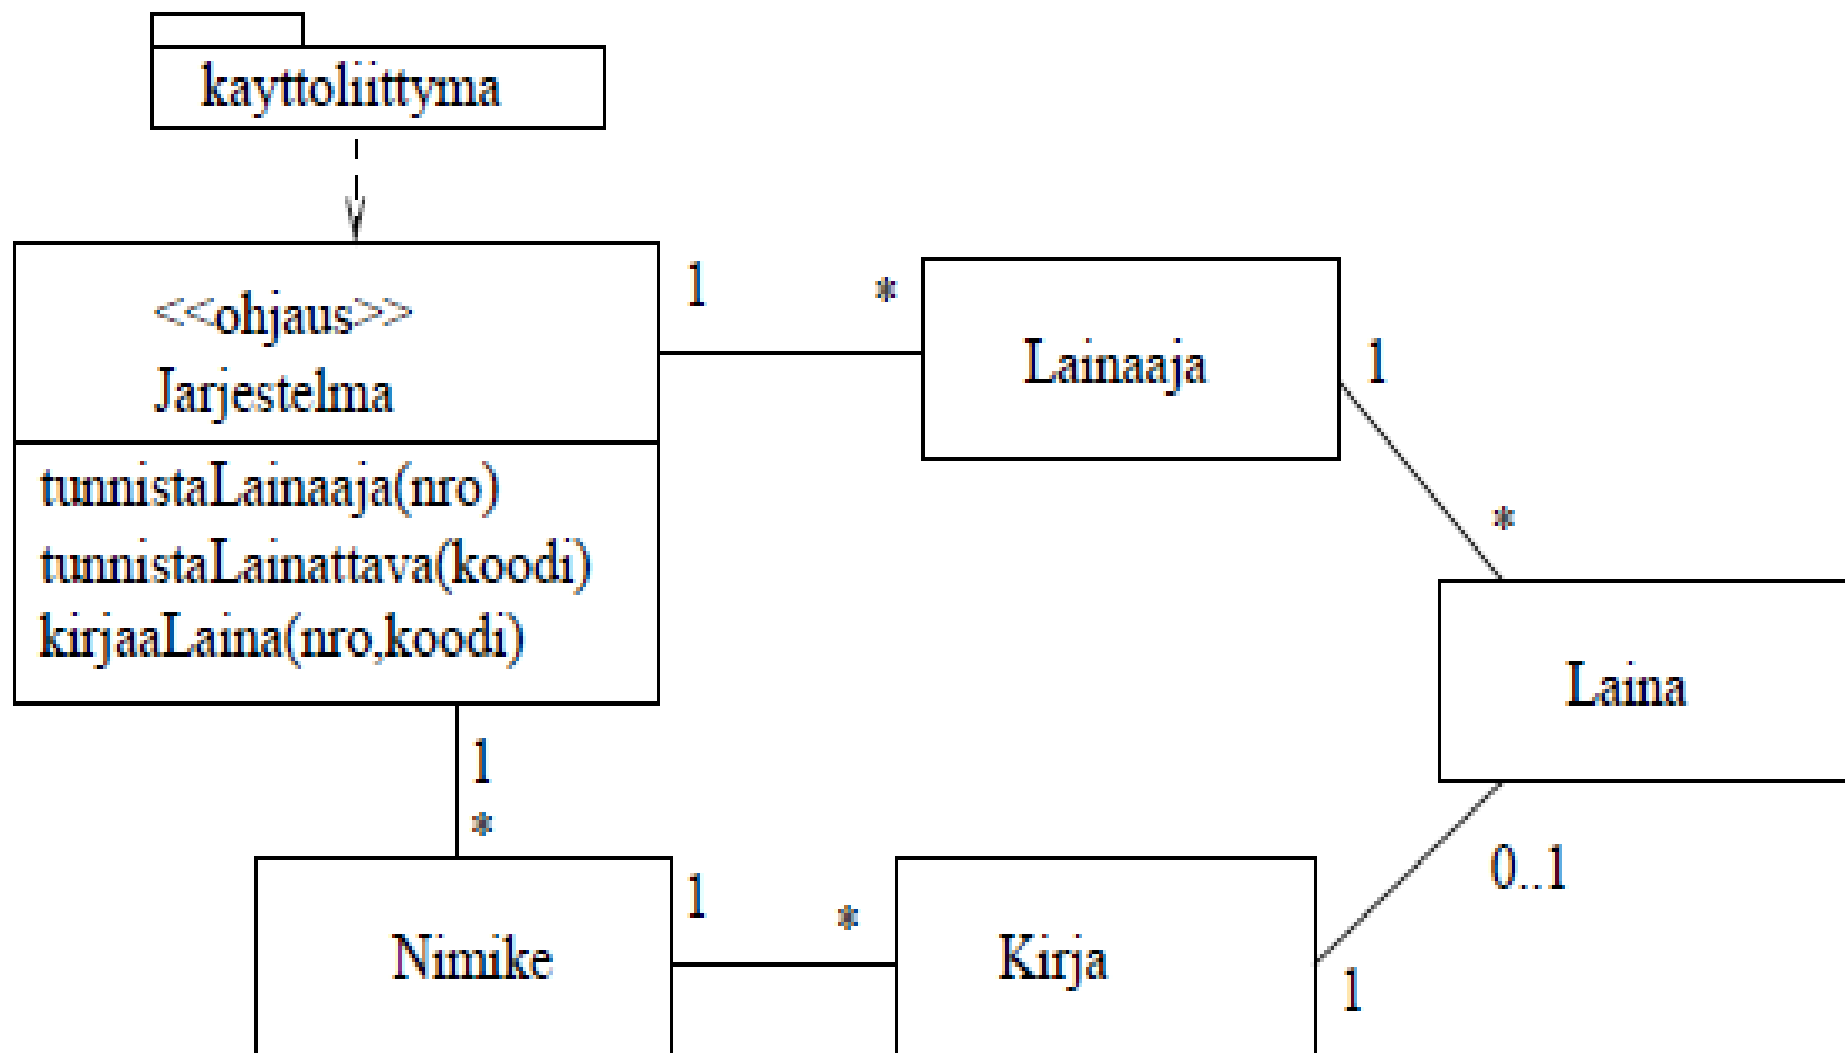 kayttoliittyma
<<ohjaus>>
Jarjestelma
tunnistaLainaaja(nro)
tunnistaLainattava(koodi)
kirjaaLaina(nro,koodi)
1
*
Lainaaja
1
*
Laina
1
*
Nimike
1
*
Kirja
0..1
1